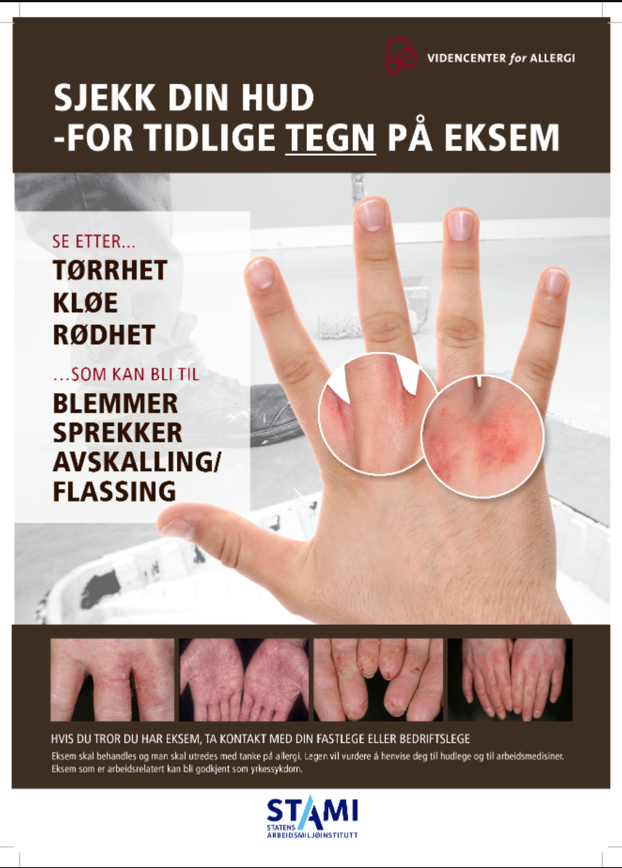 VIDENCENTER for ALLERGI
SJEKK DIN HUD
-FOR TIDLIGE TEGN PÅ EKSEM
SE ETTER...
TØRRHET
KLØE
RØDHET
...SOM KAN BLI TIL
BLEMMER
SPREKKER
AVSKALLING/
FLASSING
HVIS DU TROR DU HAR EKSEM, TA KONTAKT MED DIN FASTLEGE ELLER BEDRIFTSLEGE
Eksem skal behandles og man skal utredes med tanke på allergi. Legen vil vurdere å henvise deg til hudlege og til arbeidsmedisiner.
Eksem som er arbeidsrelatert kan bli godkjent som yrkessykdom.
STAMI
STATENS
ARBEIDSMILJØINSTITUTT